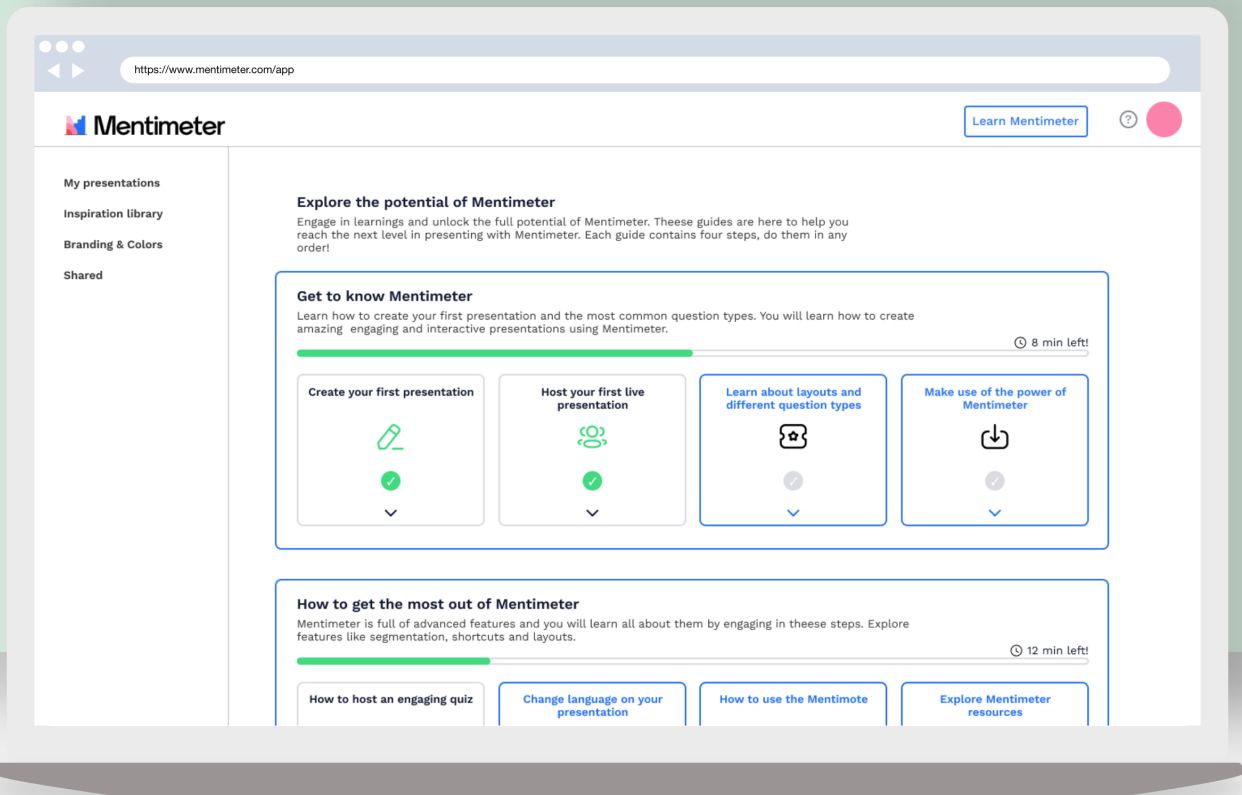 https://www.mentimeter.com/app
Mentimeter
Learn Mentimeter
?
My presentations
Inspiration library
Branding & Colors
Shared
Explore the potential of Mentimeter
Engage in learnings and unlock the full potential of Mentimeter. Theese guides are here to help you
reach the next level in presenting with Mentimeter. Each guide contains four steps, do them in any
order!
Get to know Mentimeter
Learn how to create your first presentation and the most common question types. You will learn how to create
amazing engaging and interactive presentations using Mentimeter.
8 min left!
Create your first presentation
Host your first live
presentation
Learn about layouts and
different question types
Make use of the power of
Mentimeter
How to get the most out of Mentimeter
Mentimeter is full of advanced features and you will learn all about them by engaging in theese steps. Explore
features like segmentation, shortcuts and layouts.
12 min left!
How to host an engaging quiz
Change language on your
presentation
How to use the Mentimote
Explore Mentimeter
resources